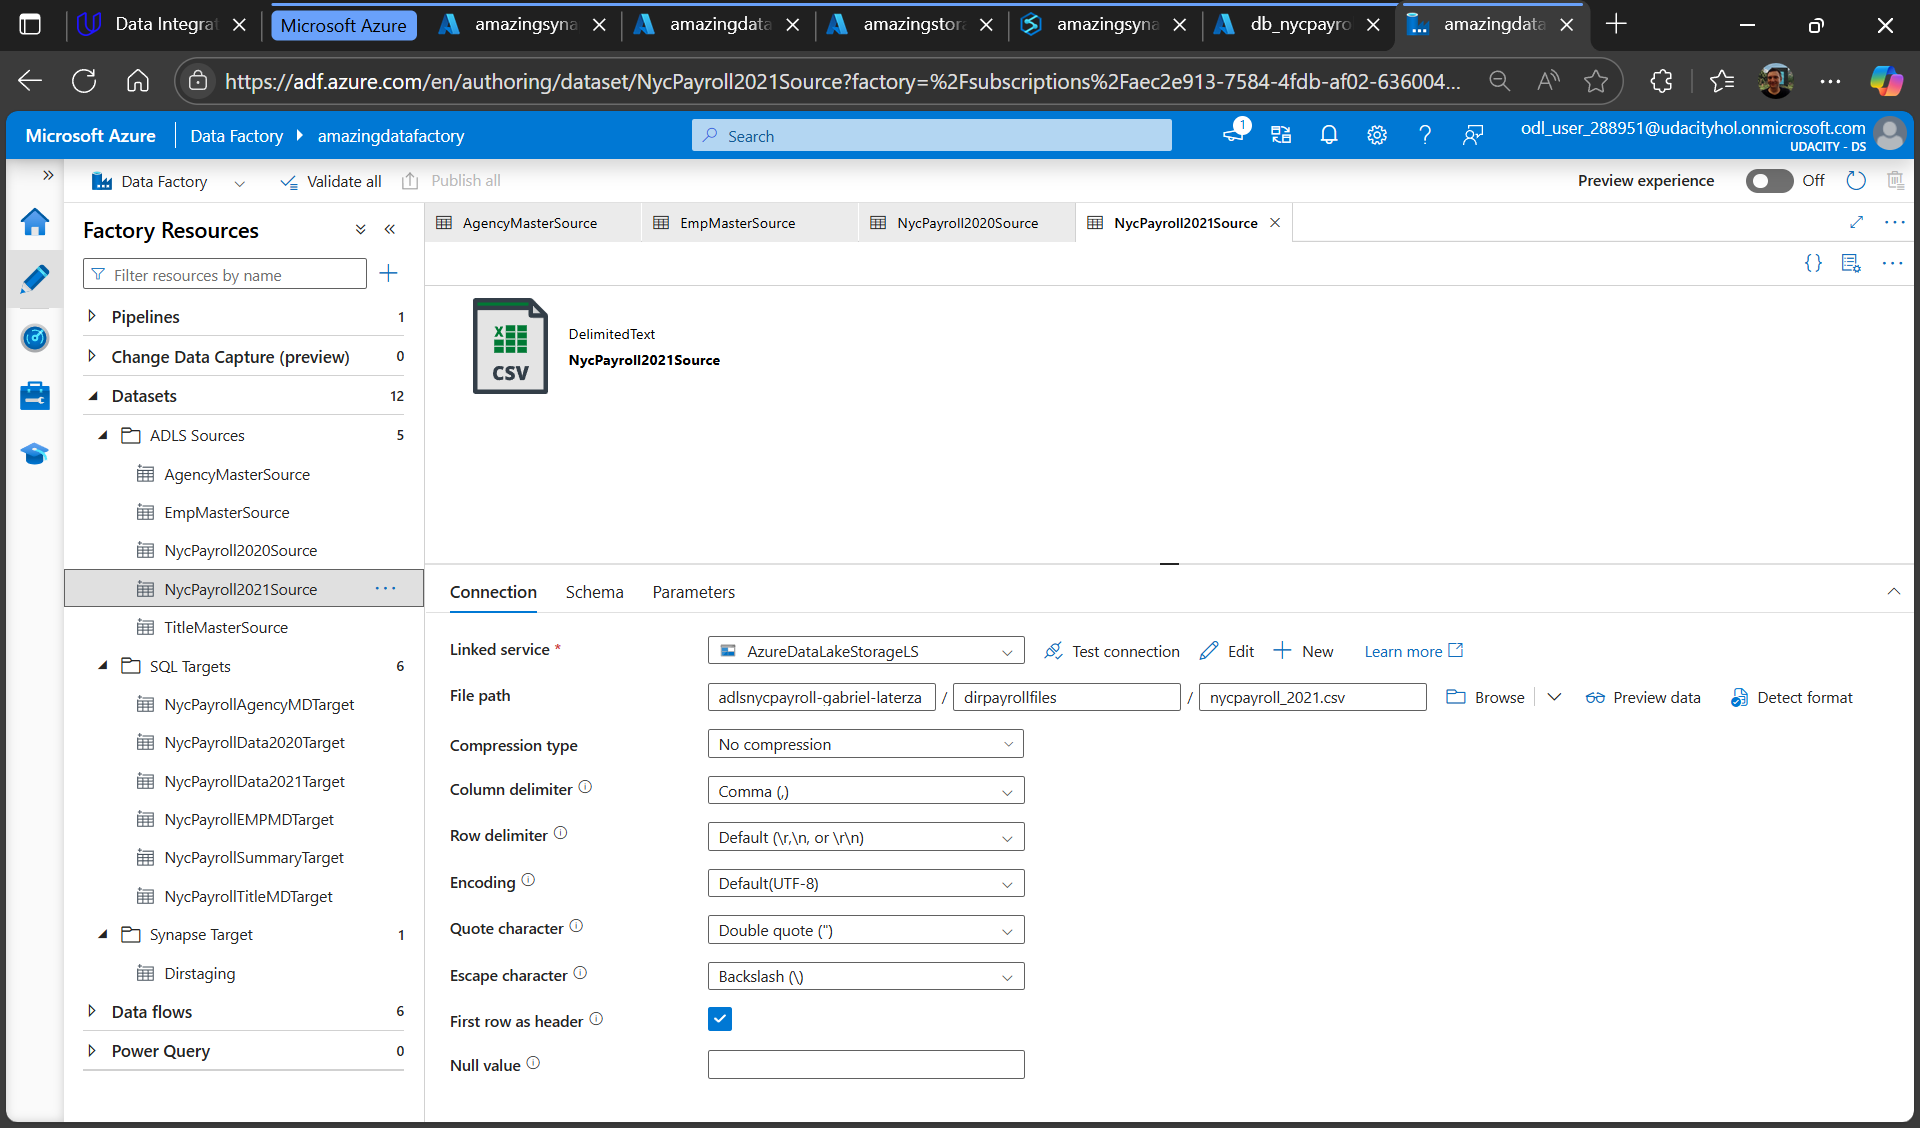 Data Integrat
Microsoft Azure
amazingsyna
amazingdata
amazingstora
amazingsyna
db_nycpayro
amazingdata
https://adf.azure.com/en/authoring/dataset/NycPayroll2021Source?factory=%2Fsubscriptions%2Faec2e913-7584-4fdb-af02-636004...
Microsoft Azure
Data Factory
amazingdatafactory
Search
1
odl_user_288951@udacityhol.onmicrosoft.com
UDACITY - DS
Data Factory
Validate all
Publish all
Preview experience
Off
Factory Resources
AgencyMasterSource
EmpMasterSource
NycPayroll2020Source
NycPayroll2021Source
Filter resources by name
Pipelines 1
Change Data Capture (preview) 0
Datasets 12
ADLS Sources 5
AgencyMasterSource
EmpMasterSource
NycPayroll2020Source
NycPayroll2021Source
TitleMasterSource
SQL Targets 6
NycPayrollAgencyMDTarget
NycPayrollData2020Target
NycPayrollData2021Target
NycPayrollEMPMDTarget
NycPayrollSummaryTarget
NycPayrollTitleMDTarget
Synapse Target 1
Dirstaging
Data flows 6
Power Query 0
CSV
DelimitedText
NycPayroll2021Source
Connection
Schema
Parameters
Linked service *
AzureDataLakeStorageLS
Test connection
Edit
New
Learn more
File path
adlsnycpayroll-gabriel-laterza / dirpayrollfiles / nycpayroll_2021.csv
Browse
Preview data
Detect format
Compression type
No compression
Column delimiter
Comma (,)
Row delimiter
Default (\r,\n, or \r\n)
Encoding
Default(UTF-8)
Quote character
Double quote (")
Escape character
Backslash (\)
First row as header
Null value